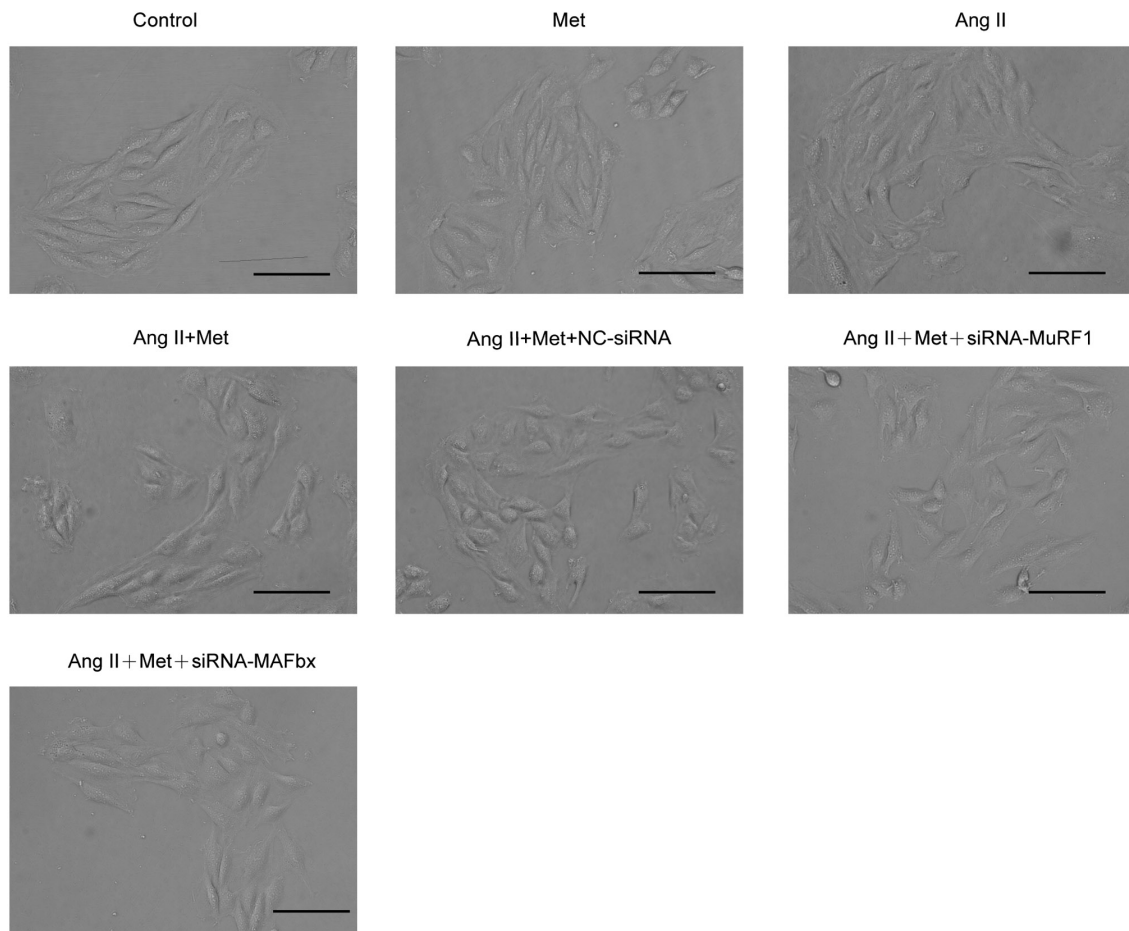 Control
Met
Ang II
Ang II+Met
Ang II+Met+NC-siRNA
Ang II＋Met＋siRNA-MuRF1
Ang II＋Met＋siRNA-MAFbx